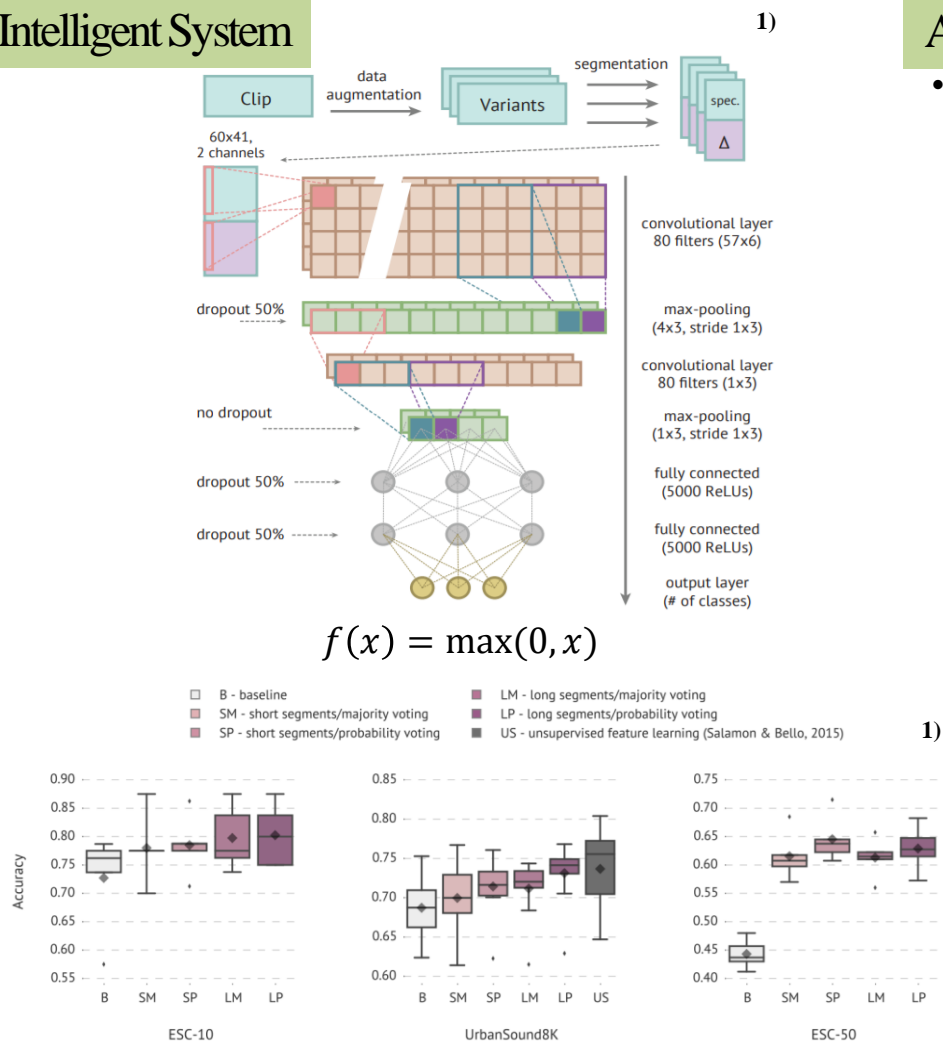 Intelligent System
1)
A
•
Clip
data
augmentation
Variants
segmentation
spec.
Δ
60x41,
2 channels
convolutional layer
80 filters (57x6)
dropout 50%
max-pooling
(4x3, stride 1x3)
convolutional layer
80 filters (1x3)
no dropout
max-pooling
(1x3, stride 1x3)
dropout 50%
fully connected
(5000 ReLUs)
dropout 50%
fully connected
(5000 ReLUs)
output layer
(# of classes)
f(x) = max(0, x)
B - baseline
SM - short segments/majority voting
SP - short segments/probability voting
LM - long segments/majority voting
LP - long segments/probability voting
US - unsupervised feature learning (Salamon & Bello, 2015)
1)
Accuracy
0.90
0.85
0.80
0.75
0.70
0.65
0.60
0.55
B SM SP LM LP
ESC-10
0.85
0.80
0.75
0.70
0.65
0.60
B SM SP LM LP US
UrbanSound8K
0.75
0.70
0.65
0.60
0.55
0.50
0.45
0.40
B SM SP LM LP
ESC-50